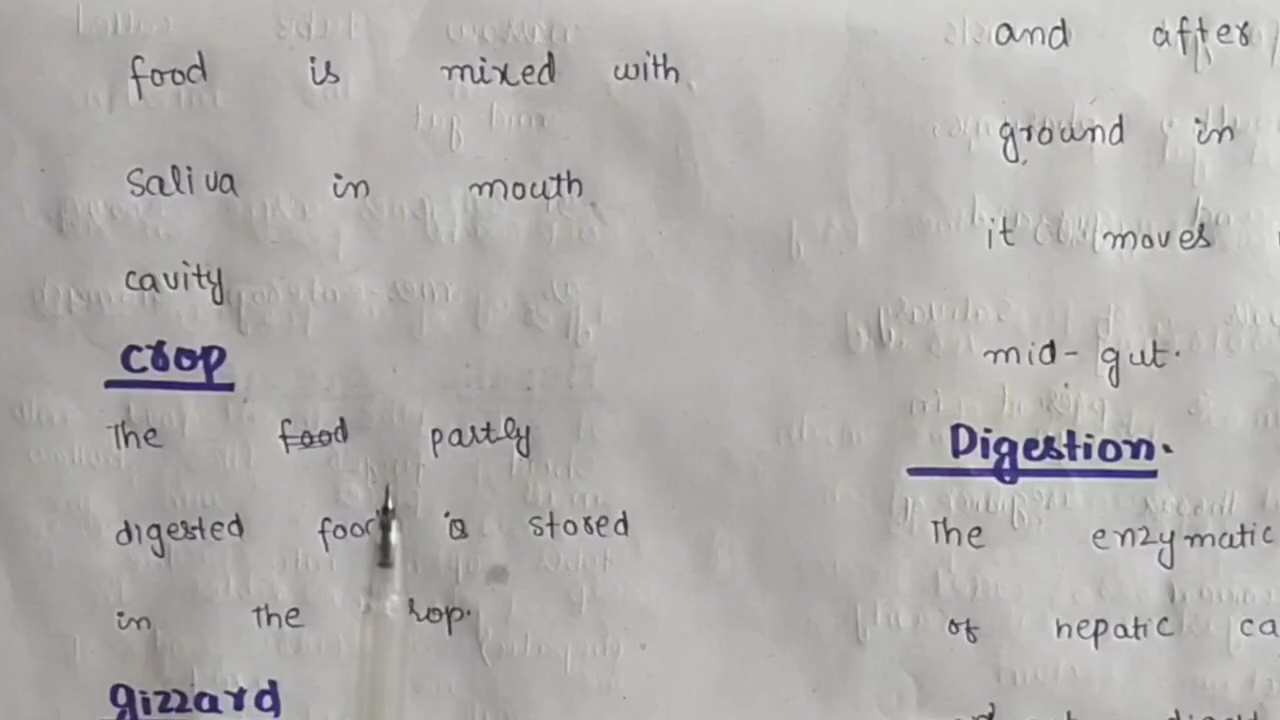 food is mixed with
saliva in mouth
cavity
crop
The food partly
digested food is stored
in the
gizzard
and after
ground in
it moves
mid-gut.
Digestion.
The enzymatic
of hepatic